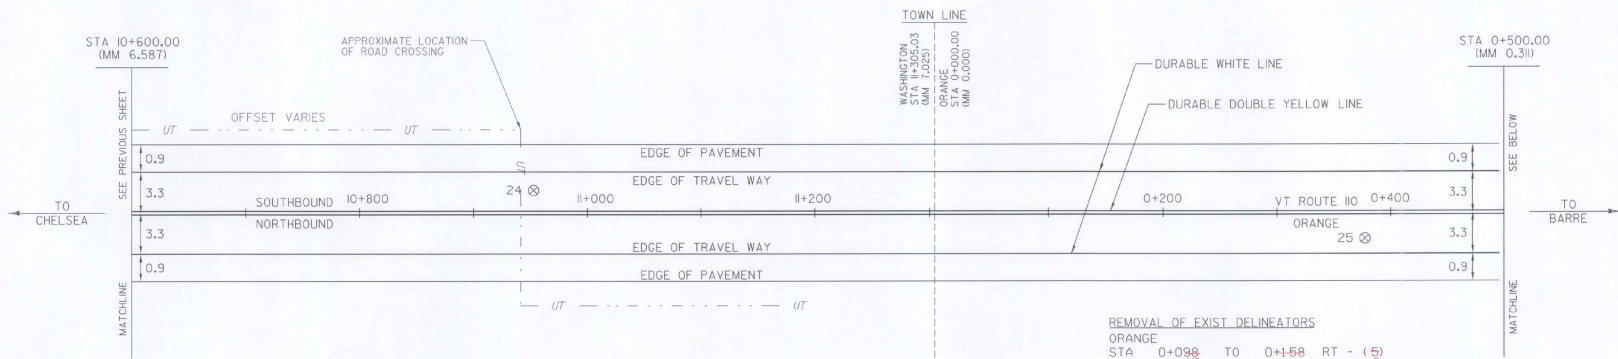 TOWN LINE
STA 10+600.00
(MM 6.587)
APPROXIMATE LOCATION
OF ROAD CROSSING
WASHINGTON
STA 11+305.03
(MM 7.025)
ORANGE
STA 0+000.00
(MM 0.000)
STA 0+500.00
(MM 0.311)
DURABLE WHITE LINE
DURABLE DOUBLE YELLOW LINE
SEE PREVIOUS SHEET
OFFSET VARIES
UT UT
UT
SEE BELOW
0.9 EDGE OF PAVEMENT 0.9
3.3 EDGE OF TRAVEL WAY 3.3
24
SOUTHBOUND 10+800 11+000 11+200 0+200 VT ROUTE 110 0+400
TO
CHELSEA
TO
BARRE
NORTHBOUND ORANGE
25
3.3 EDGE OF TRAVEL WAY 3.3
0.9 EDGE OF PAVEMENT 0.9
UT UT
MATCHLINE
MATCHLINE
REMOVAL OF EXIST DELINEATORS
ORANGE
STA 0+098 TO 0+158 RT - (5)